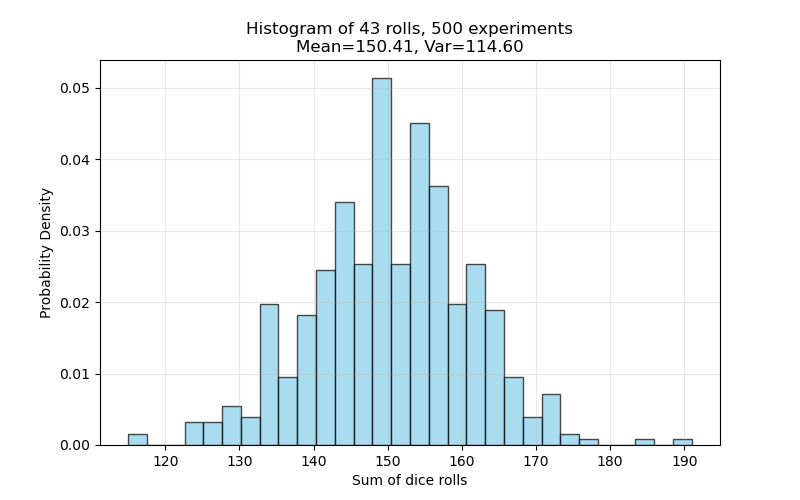 Histogram of 43 rolls, 500 experiments
Mean=150.41, Var=114.60
0.05
0.04
0.03
0.02
0.01
0.00
Probability Density
120 130 140 150 160 170 180 190
Sum of dice rolls